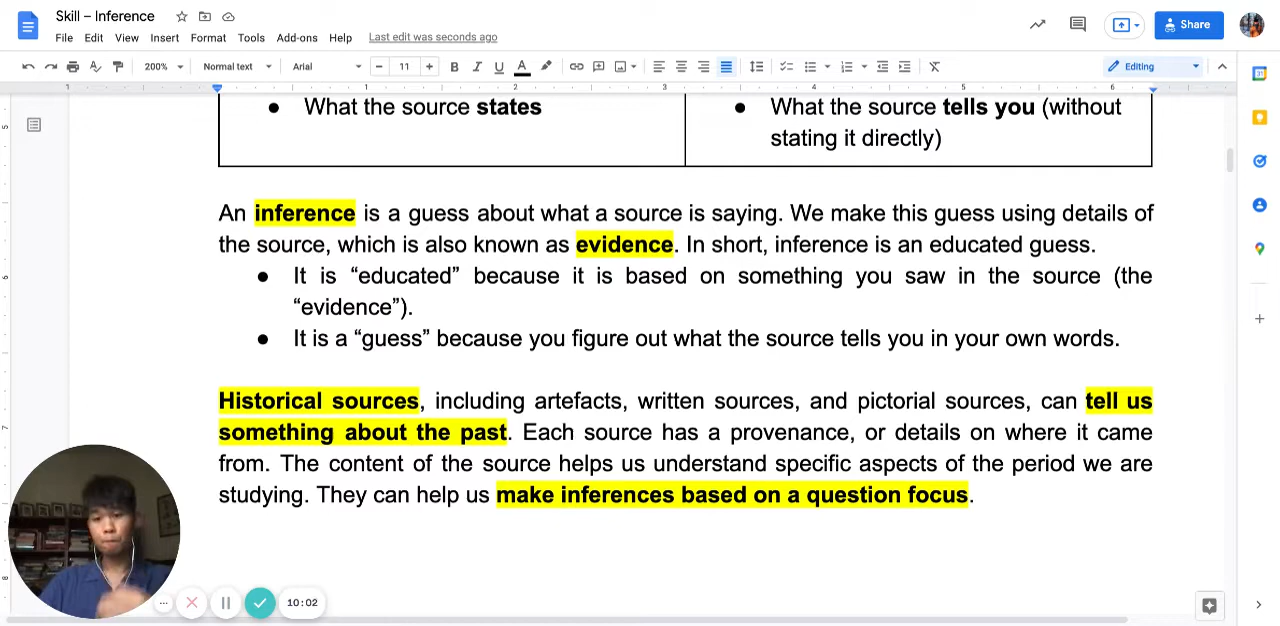 Skill – Inference
File Edit View Insert Format Tools Add-ons Help Last edit was seconds ago
Share
200% Normal text Arial 11 Editing
1 1 2 3 4 5 6
What the source states
What the source tells you (without
stating it directly)
An inference is a guess about what a source is saying. We make this guess using details of
the source, which is also known as evidence. In short, inference is an educated guess.
It is “educated” because it is based on something you saw in the source (the
“evidence”).
It is a “guess” because you figure out what the source tells you in your own words.
Historical sources, including artefacts, written sources, and pictorial sources, can tell us
something about the past. Each source has a provenance, or details on where it came
from. The content of the source helps us understand specific aspects of the period we are
studying. They can help us make inferences based on a question focus.
10:02